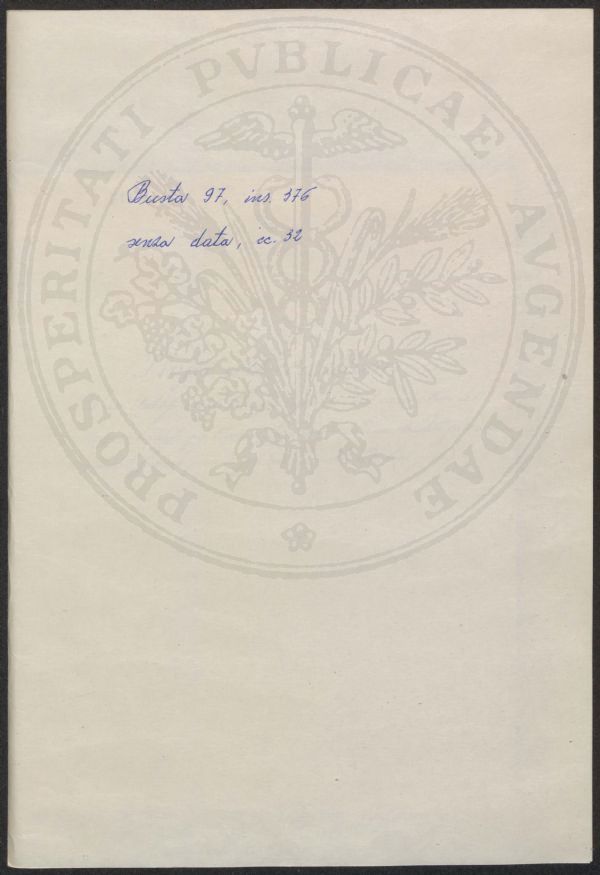 PROSPERITATI PVBLICAE AVGENDAE
Busta 97, ins. 376
senza data, cc. 32